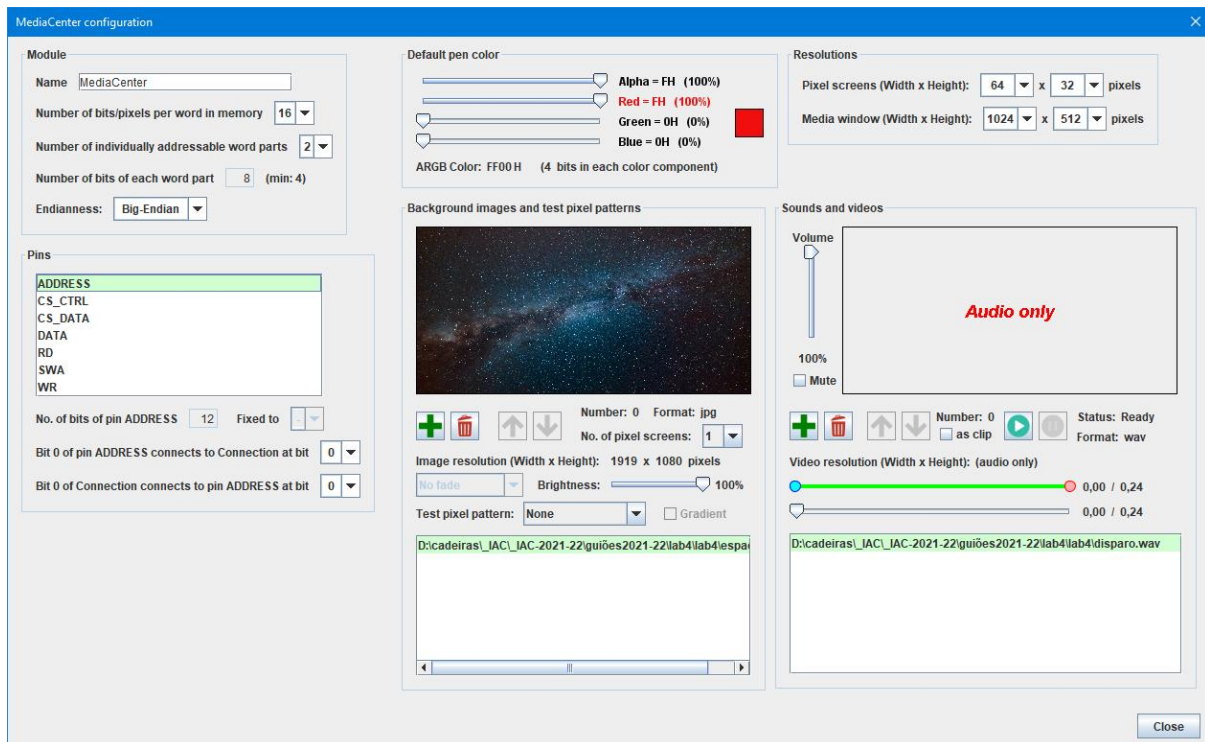 MediaCenter configuration
Module
Name MediaCenter
Number of bits/pixels per word in memory 16
Number of individually addressable word parts 2
Number of bits of each word part 8 (min: 4)
Endianness: Big-Endian
Pins
ADDRESS
CS_CTRL
CS_DATA
DATA
RD
SWA
WR
No. of bits of pin ADDRESS 12 Fixed to -
Bit 0 of pin ADDRESS connects to Connection at bit 0
Bit 0 of Connection connects to pin ADDRESS at bit 0
Default pen color
Alpha = FH (100%)
Red = FH (100%)
Green = 0H (0%)
Blue = 0H (0%)
ARGB Color: FF00 H (4 bits in each color component)
Resolutions
Pixel screens (Width x Height): 64 x 32 pixels
Media window (Width x Height): 1024 x 512 pixels
Background images and test pixel patterns
Number: 0 Format: jpg
No. of pixel screens: 1
Image resolution (Width x Height): 1919 x 1080 pixels
No fade Brightness: 100%
Test pixel pattern: None Gradient
D:\cadeiras\_IAC\_IAC-2021-22\guiões2021-22\lab4\lab4\espa
Sounds and videos
Volume
Audio only
100%
Mute
Number: 0 Status: Ready
as clip Format: wav
Video resolution (Width x Height): (audio only)
0,00 / 0,24
0,00 / 0,24
D:\cadeiras\_IAC\_IAC-2021-22\guiões2021-22\lab4\lab4\disparo.wav
Close